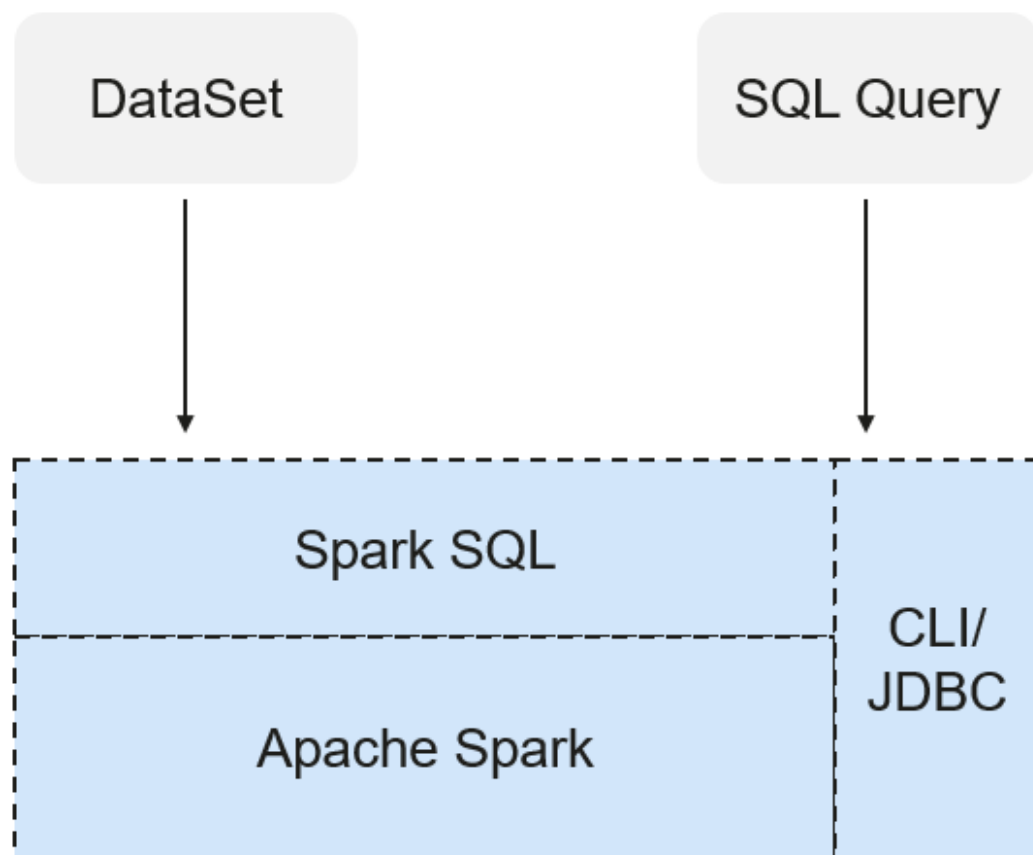 DataSet
SQL Query
Spark SQL
CLI/
JDBC
Apache Spark